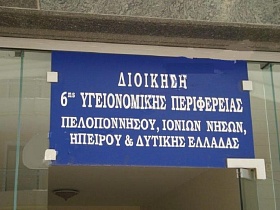 ΔΙΟΙΚΗΣΗ
6ης ΥΓΕΙΟΝΟΜΙΚΗΣ ΠΕΡΙΦΕΡΕΙΑΣ
ΠΕΛΟΠΟΝΝΗΣΟΥ, ΙΟΝΙΩΝ ΝΗΣΩΝ,
ΗΠΕΙΡΟΥ & ΔΥΤΙΚΗΣ ΕΛΛΑΔΑΣ